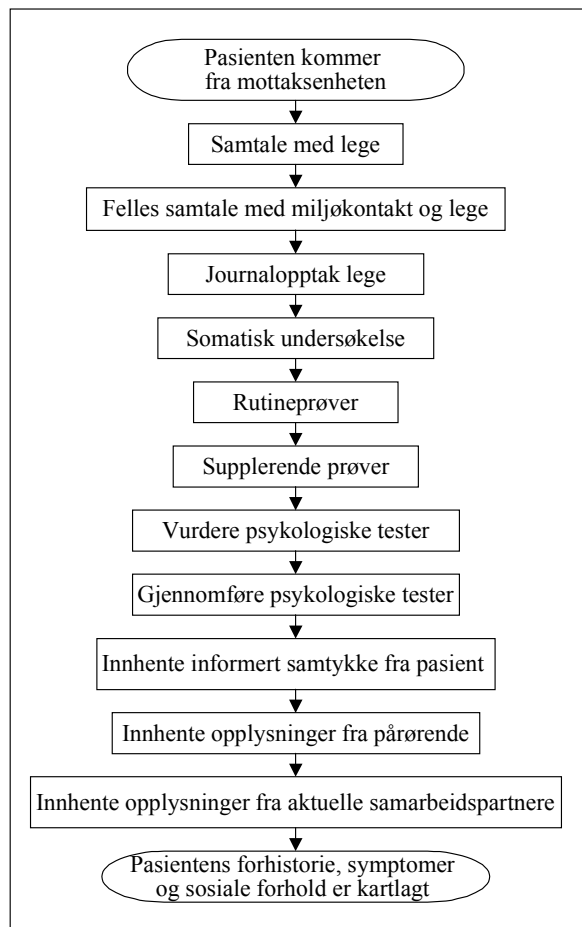 Pasienten kommer
fra mottaksenheten
Samtale med lege
Felles samtale med miljøkontakt og lege
Journalopptak lege
Somatisk undersøkelse
Rutineprøver
Supplerende prøver
Vurdere psykologiske tester
Gjennomføre psykologiske tester
Innhente informert samtykke fra pasient
Innhente opplysninger fra pårørende
Innhente opplysninger fra aktuelle samarbeidspartnere
Pasientens forhistorie, symptomer
og sosiale forhold er kartlagt